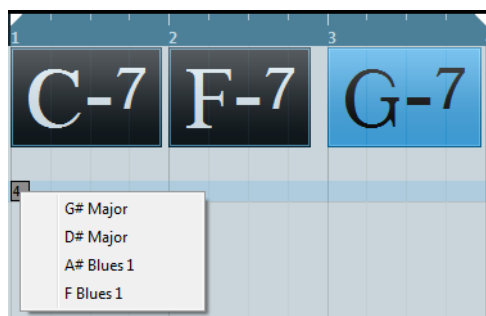 1 2 3
C-7 F-7 G-7
4
G# Major
D# Major
A# Blues 1
F Blues 1